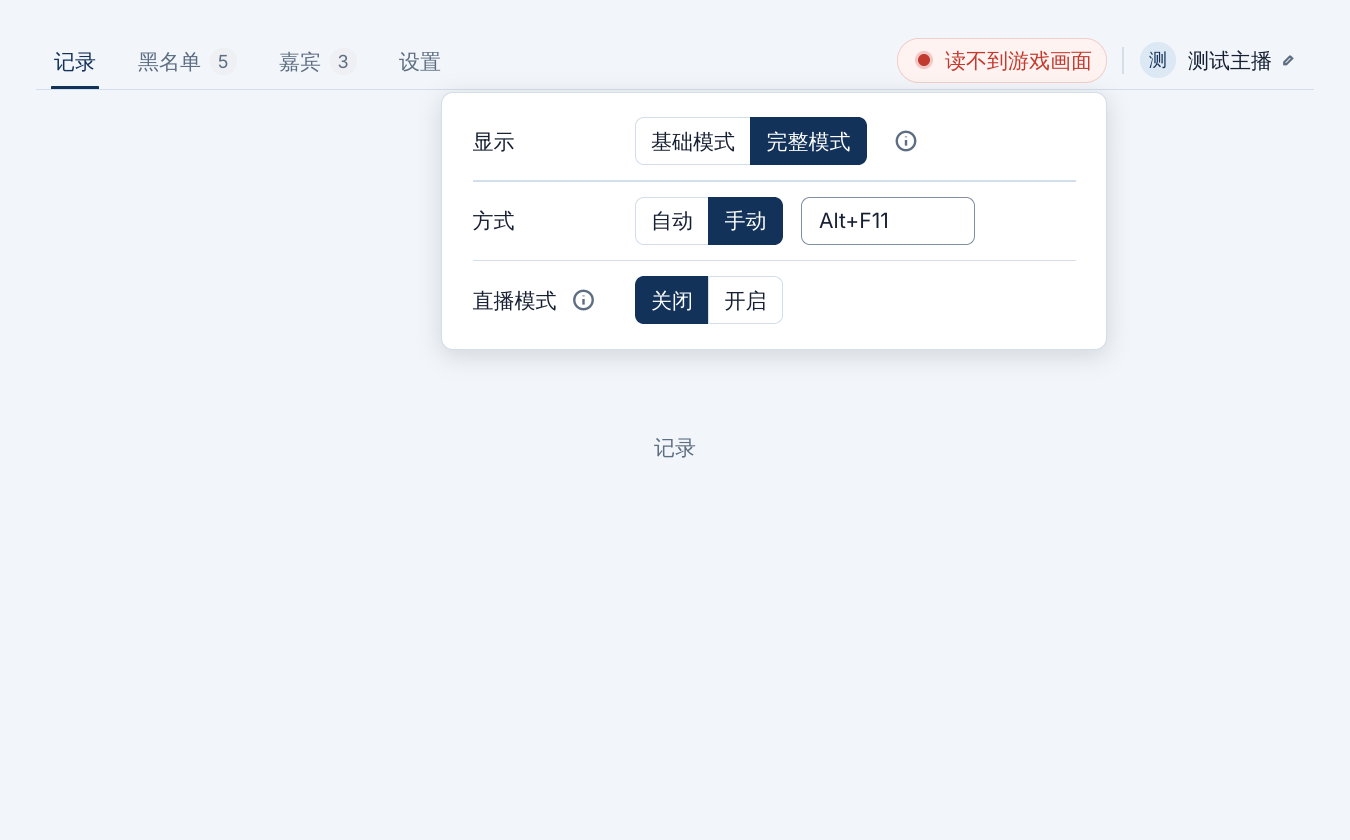 记录 黑名单 5 嘉宾 3 设置 读不到游戏画面 测 测试主播
显示 基础模式 完整模式
方式 自动 手动 Alt+F11
直播模式 关闭 开启
记录